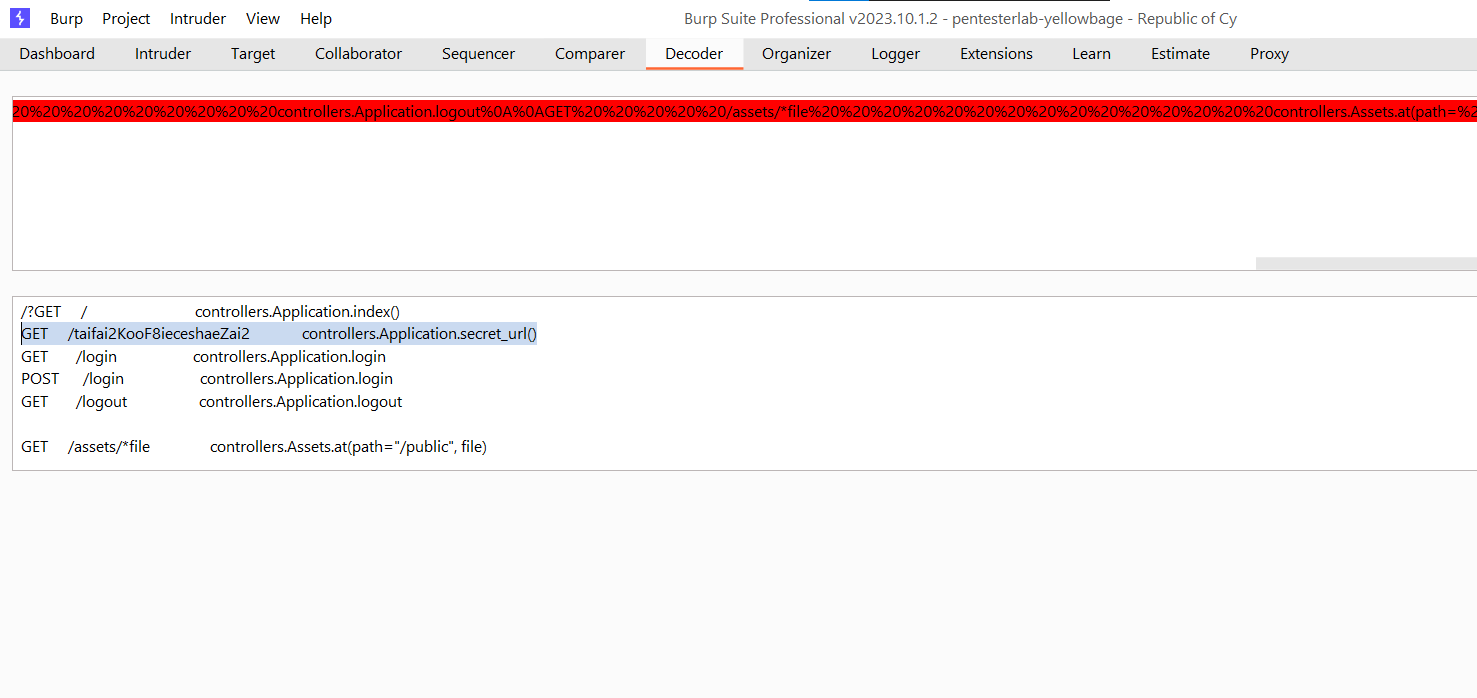 Burp Project Intruder View Help Burp Suite Professional v2023.10.1.2 - pentesterlab-yellowbage - Republic of Cy
Dashboard Intruder Target Collaborator Sequencer Comparer Decoder Organizer Logger Extensions Learn Estimate Proxy
20%20%20%20%20%20%20%20%20controllers.Application.logout%0A%0AGET%20%20%20%20%20/assets/*file%20%20%20%20%20%20%20%20%20%20%20%20%20%20%20controllers.Assets.at(path=%2
/?GET / controllers.Application.index()
GET /taifai2KooF8ieceshaeZai2 controllers.Application.secret_url()
GET /login controllers.Application.login
POST /login controllers.Application.login
GET /logout controllers.Application.logout
GET /assets/*file controllers.Assets.at(path="/public", file)